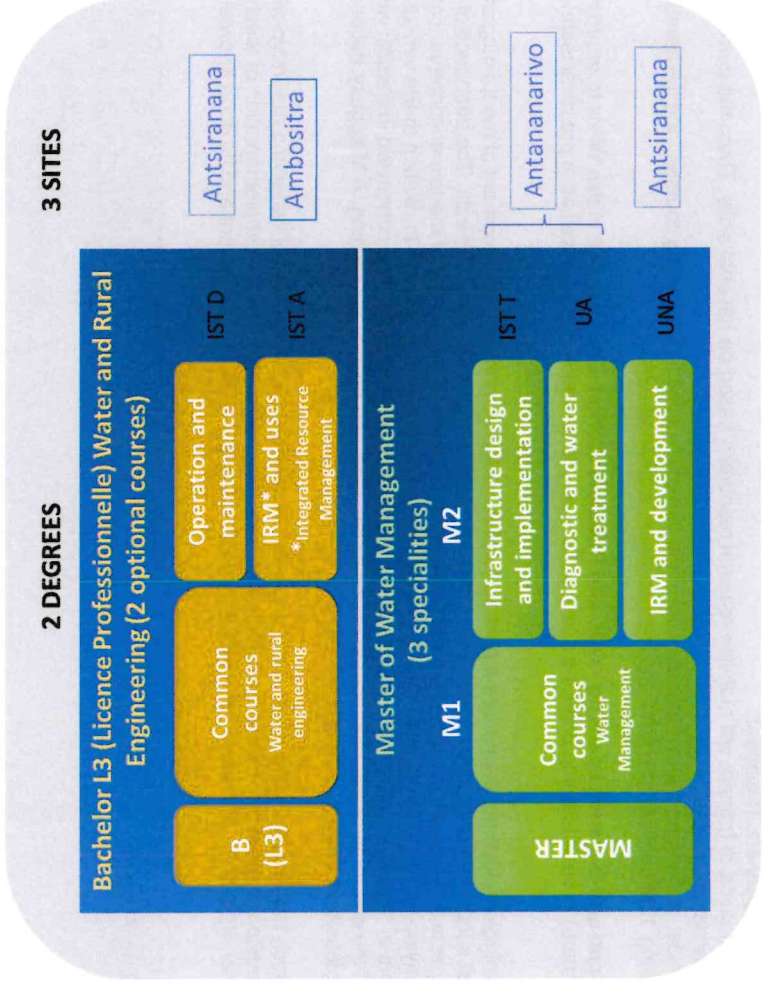 2 DEGREES
3 SITES
Bachelor L3 (Licence Professionnelle) Water and Rural
Engineering (2 optional courses)
B
(L3)
Common
courses
Water and rural
engineering
Operation and
maintenance
IST D
Antsiranana
IRM* and uses
*Integrated Resource
Management
IST A
Ambositra
Master of Water Management
(3 specialities)
M1
M2
MASTER
Common
courses
Water
Management
Infrastructure design
and implementation
IST T
Diagnostic and water
treatment
UA
Antananarivo
IRM and development
UNA
Antsiranana